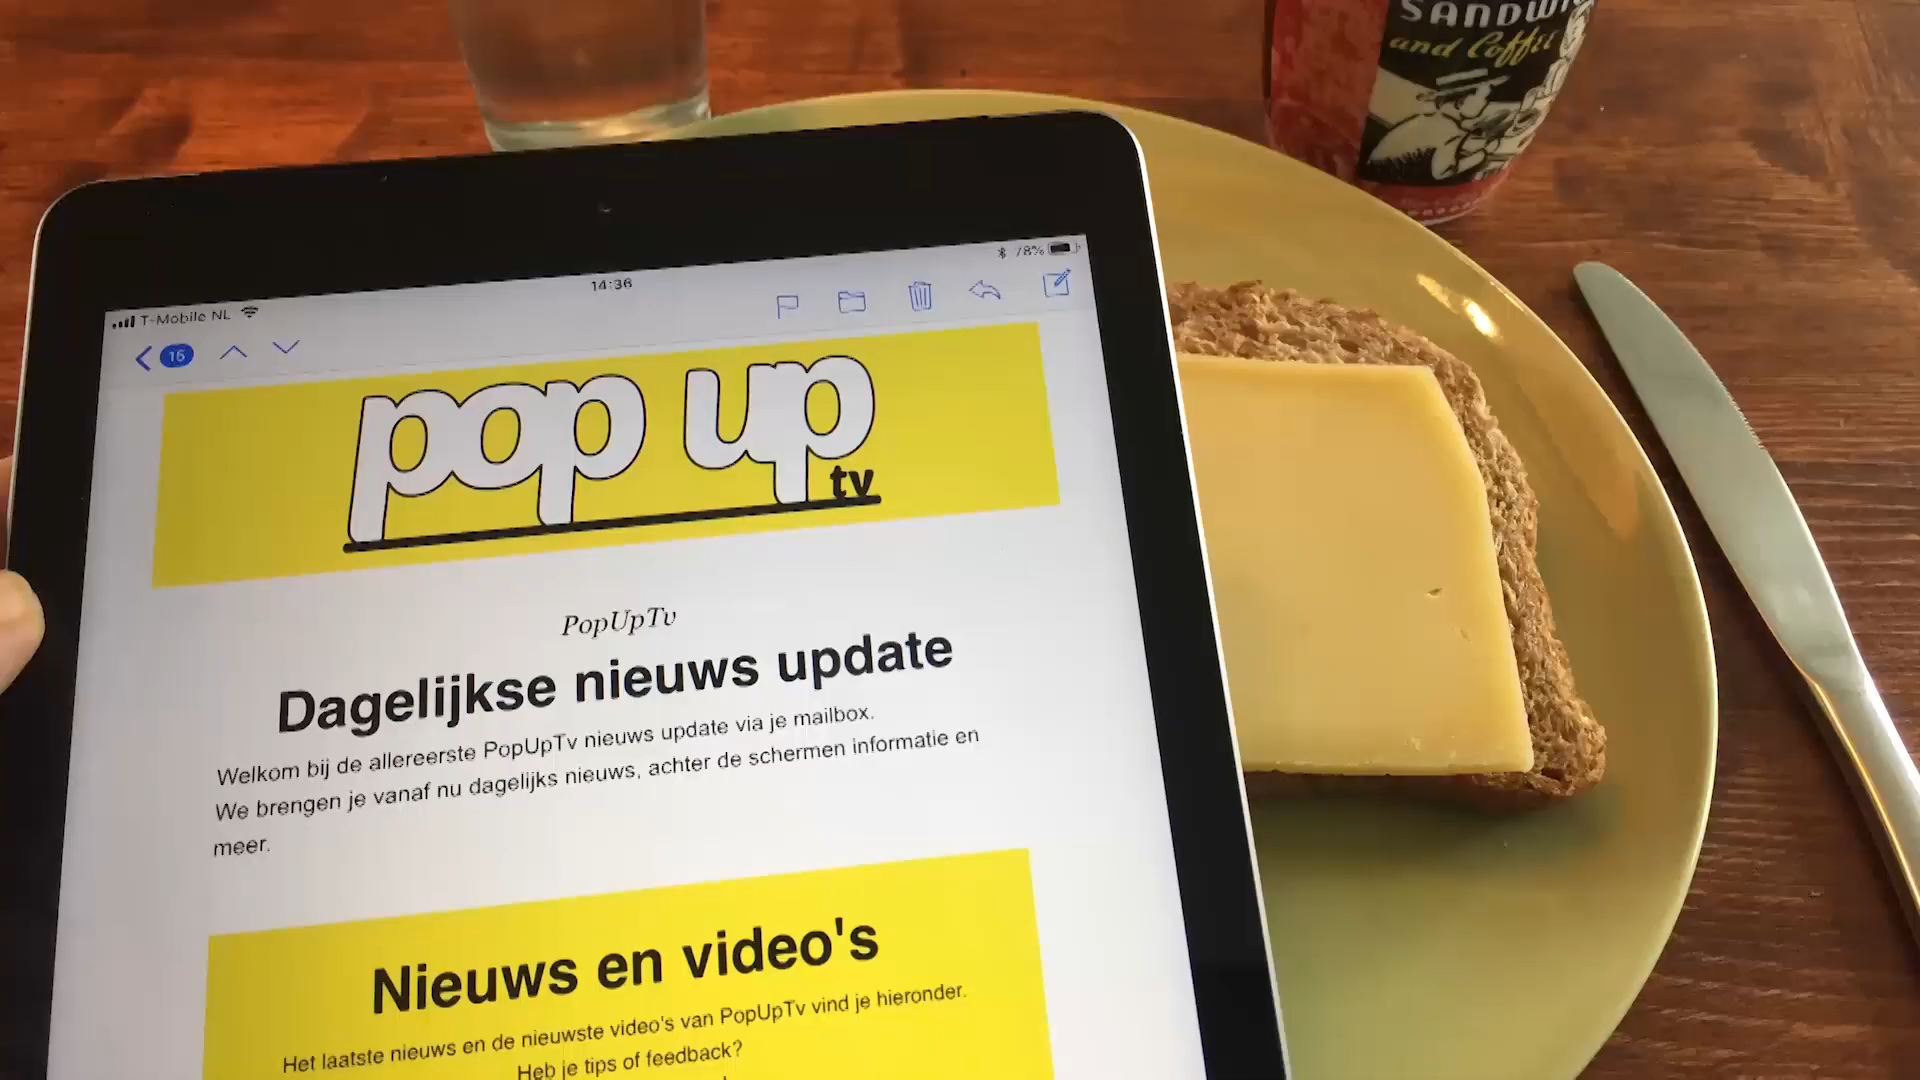 SANDWI
and Coffee
78%
14:36
T-Mobile NL
15
pop up
tv
PopUpTv
Dagelijkse nieuws update
Welkom bij de allereerste PopUpTv nieuws update via je mailbox.
We brengen je vanaf nu dagelijks nieuws, achter de schermen informatie en
meer.
Nieuws en video's
Het laatste nieuws en de nieuwste video's van PopUpTv vind je hieronder.
Heb je tips of feedback?